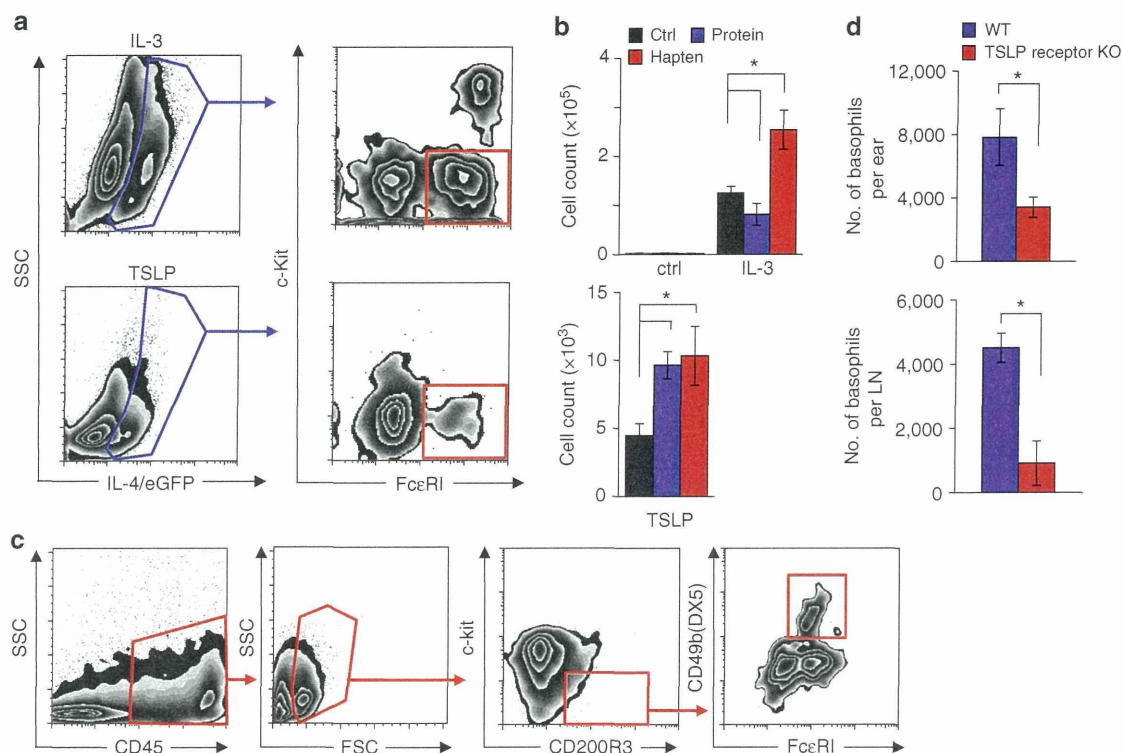 a
IL-3
SSC
TSLP
IL-4/eGFP
c-Kit
FcεRI
b
Ctrl Protein
Hapten
Cell count (×10⁵)
6
4
2
0
*
ctrl IL-3
Cell count (×10³)
15
10
5
0
*
TSLP
d
WT
TSLP receptor KO
No. of basophils
per ear
12,000
8,000
4,000
0
*
No. of basophils
per LN
6,000
4,000
2,000
0
*
c
SSC
CD45
SSC
FSC
c-kit
CD200R3
CD49b(DX5)
FcεRI